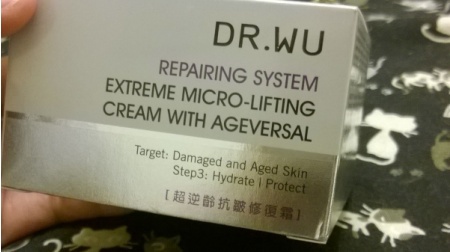 DR.WU
REPAIRING SYSTEM
EXTREME MICRO-LIFTING
CREAM WITH AGEVERSAL
Target: Damaged and Aged Skin
Step3: Hydrate | Protect
[超逆齡抗皺修復霜]